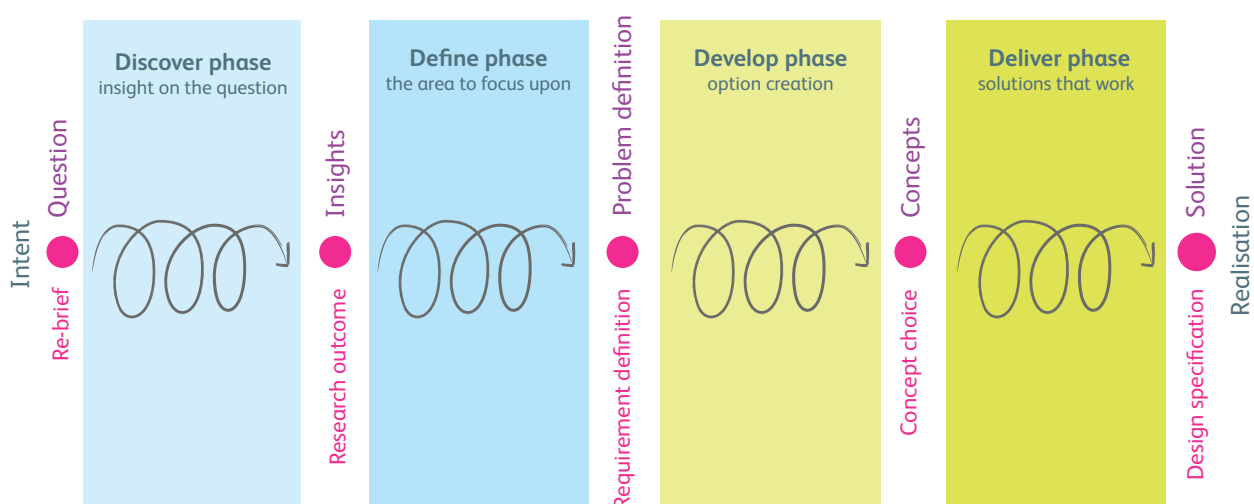 Intent
Question
Re-brief
Discover phase
insight on the question
Insights
Research outcome
Define phase
the area to focus upon
Problem definition
Requirement definition
Develop phase
option creation
Concepts
Concept choice
Deliver phase
solutions that work
Solution
Design specification
Realisation